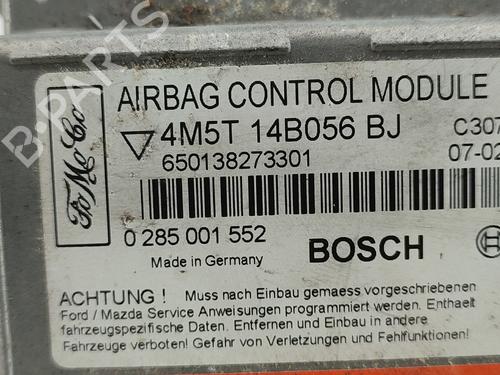 B-PARTS
AIRBAG CONTROL MODULE
FoMoCo
4M5T 14B056 BJ
C307
650138273301
07-02
0 285 001 552
BOSCH
Made in Germany
ACHTUNG ! Muss nach Einbau gemaess vorgeschriebenen
Ford / Mazda Service Anweisungen programmiert werden. Enthaelt
fahrzeugspezifische Daten. Entfernen und Einbau in andere
Fahrzeuge verboten! Gefahr von Verletzungen und Fehlfunktionen!